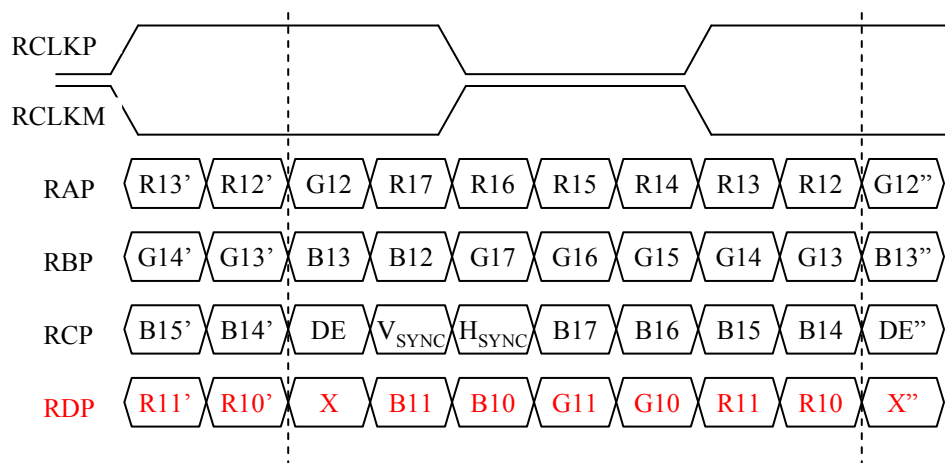 RCLKP
RCLKM
RAP R13’ R12’ G12 R17 R16 R15 R14 R13 R12 G12”
RBP G14’ G13’ B13 B12 G17 G16 G15 G14 G13 B13”
RCP B15’ B14’ DE VSYNC HSYNC B17 B16 B15 B14 DE”
RDP R11’ R10’ X B11 B10 G11 G10 R11 R10 X”